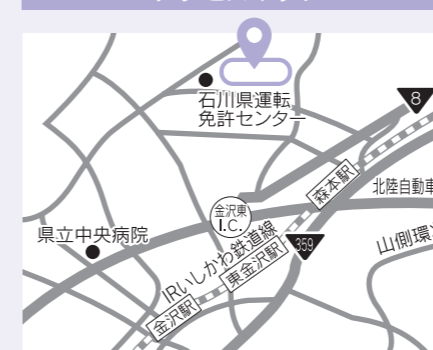 石川県運転
免許センター
8
森本駅
北陸自動車
金沢東
I.C.
県立中央病院
359
山側環
IRいしかわ鉄道線
東金沢駅
金沢駅